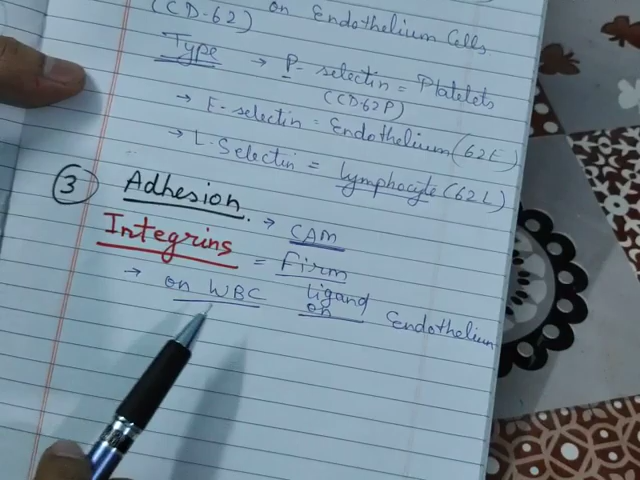 (CD-62) on Endothelium Cells
Type → P-selectin = Platelets
(CD-62P)
→ E-selectin = Endothelium (62E)
→ L-Selectin = Lymphocyte (62L)
③ Adhesion → CAM
Integrins = Firm
→ on WBC Ligand on Endothelium